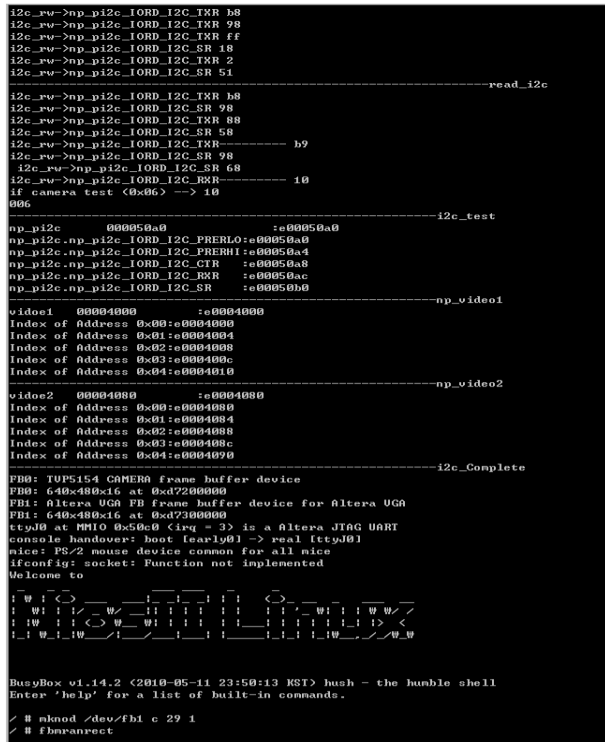 i2c_rw->np_pi2c_IORD_I2C_TXR b8
i2c_rw->np_pi2c_IORD_I2C_TXR 98
i2c_rw->np_pi2c_IORD_I2C_TXR ff
i2c_rw->np_pi2c_IORD_I2C_SR 18
i2c_rw->np_pi2c_IORD_I2C_TXR 2
i2c_rw->np_pi2c_IORD_I2C_SR 51
------------------------------------------------------------read_i2c
i2c_rw->np_pi2c_IORD_I2C_TXR b8
i2c_rw->np_pi2c_IORD_I2C_SR 98
i2c_rw->np_pi2c_IORD_I2C_TXR 88
i2c_rw->np_pi2c_IORD_I2C_SR 58
i2c_rw->np_pi2c_IORD_I2C_TXR--------- b9
i2c_rw->np_pi2c_IORD_I2C_SR 98
 i2c_rw->np_pi2c_IORD_I2C_SR 68
i2c_rw->np_pi2c_IORD_I2C_RXR--------- 10
if camera test (0x06) --> 10
006
-----------------------------------------------------i2c_test
np_pi2c      000050a0              :e00050a0
np_pi2c.np_pi2c_IORD_I2C_PRERLO:e00050a0
np_pi2c.np_pi2c_IORD_I2C_PRERHI:e00050a4
np_pi2c.np_pi2c_IORD_I2C_CTR   :e00050a8
np_pi2c.np_pi2c_IORD_I2C_RXR   :e00050ac
np_pi2c.np_pi2c_IORD_I2C_SR    :e00050b0
-----------------------------------------------------np_video1
vidoe1   00004000        :e0004000
Index of Address 0x00:e0004000
Index of Address 0x01:e0004004
Index of Address 0x02:e0004008
Index of Address 0x03:e000400c
Index of Address 0x04:e0004010
-----------------------------------------------------np_video2
vidoe2   00004080        :e0004080
Index of Address 0x00:e0004080
Index of Address 0x01:e0004084
Index of Address 0x02:e0004088
Index of Address 0x03:e000408c
Index of Address 0x04:e0004090
-----------------------------------------------------i2c_Complete
FB0: TVP5154 CAMERA frame buffer device
FB0: 640x480x16 at 0xd7200000
FB1: Altera VGA FB frame buffer device for Altera VGA
FB1: 640x480x16 at 0xd7300000
ttyJ0 at MMIO 0x50c0 (irq = 3) is a Altera JTAG UART
console handover: boot [early0] -> real [ttyJ0]
mice: PS/2 mouse device common for all mice
ifconfig: socket: Function not implemented
Welcome to
NiosII Linux
BusyBox v1.14.2 (2010-05-11 23:50:13 KST) hush - the humble shell
Enter 'help' for a list of built-in commands.
/ # mknod /dev/fb1 c 29 1
/ # fbmranrect